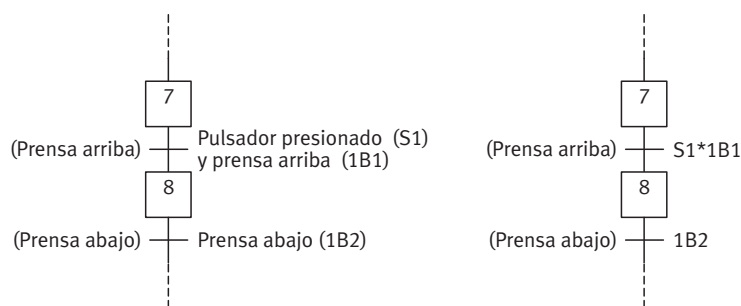 7
(Prensa arriba)
Pulsador presionado (S1)
y prensa arriba (1B1)
8
(Prensa abajo)
Prensa abajo (1B2)
7
(Prensa arriba)
S1*1B1
8
(Prensa abajo)
1B2